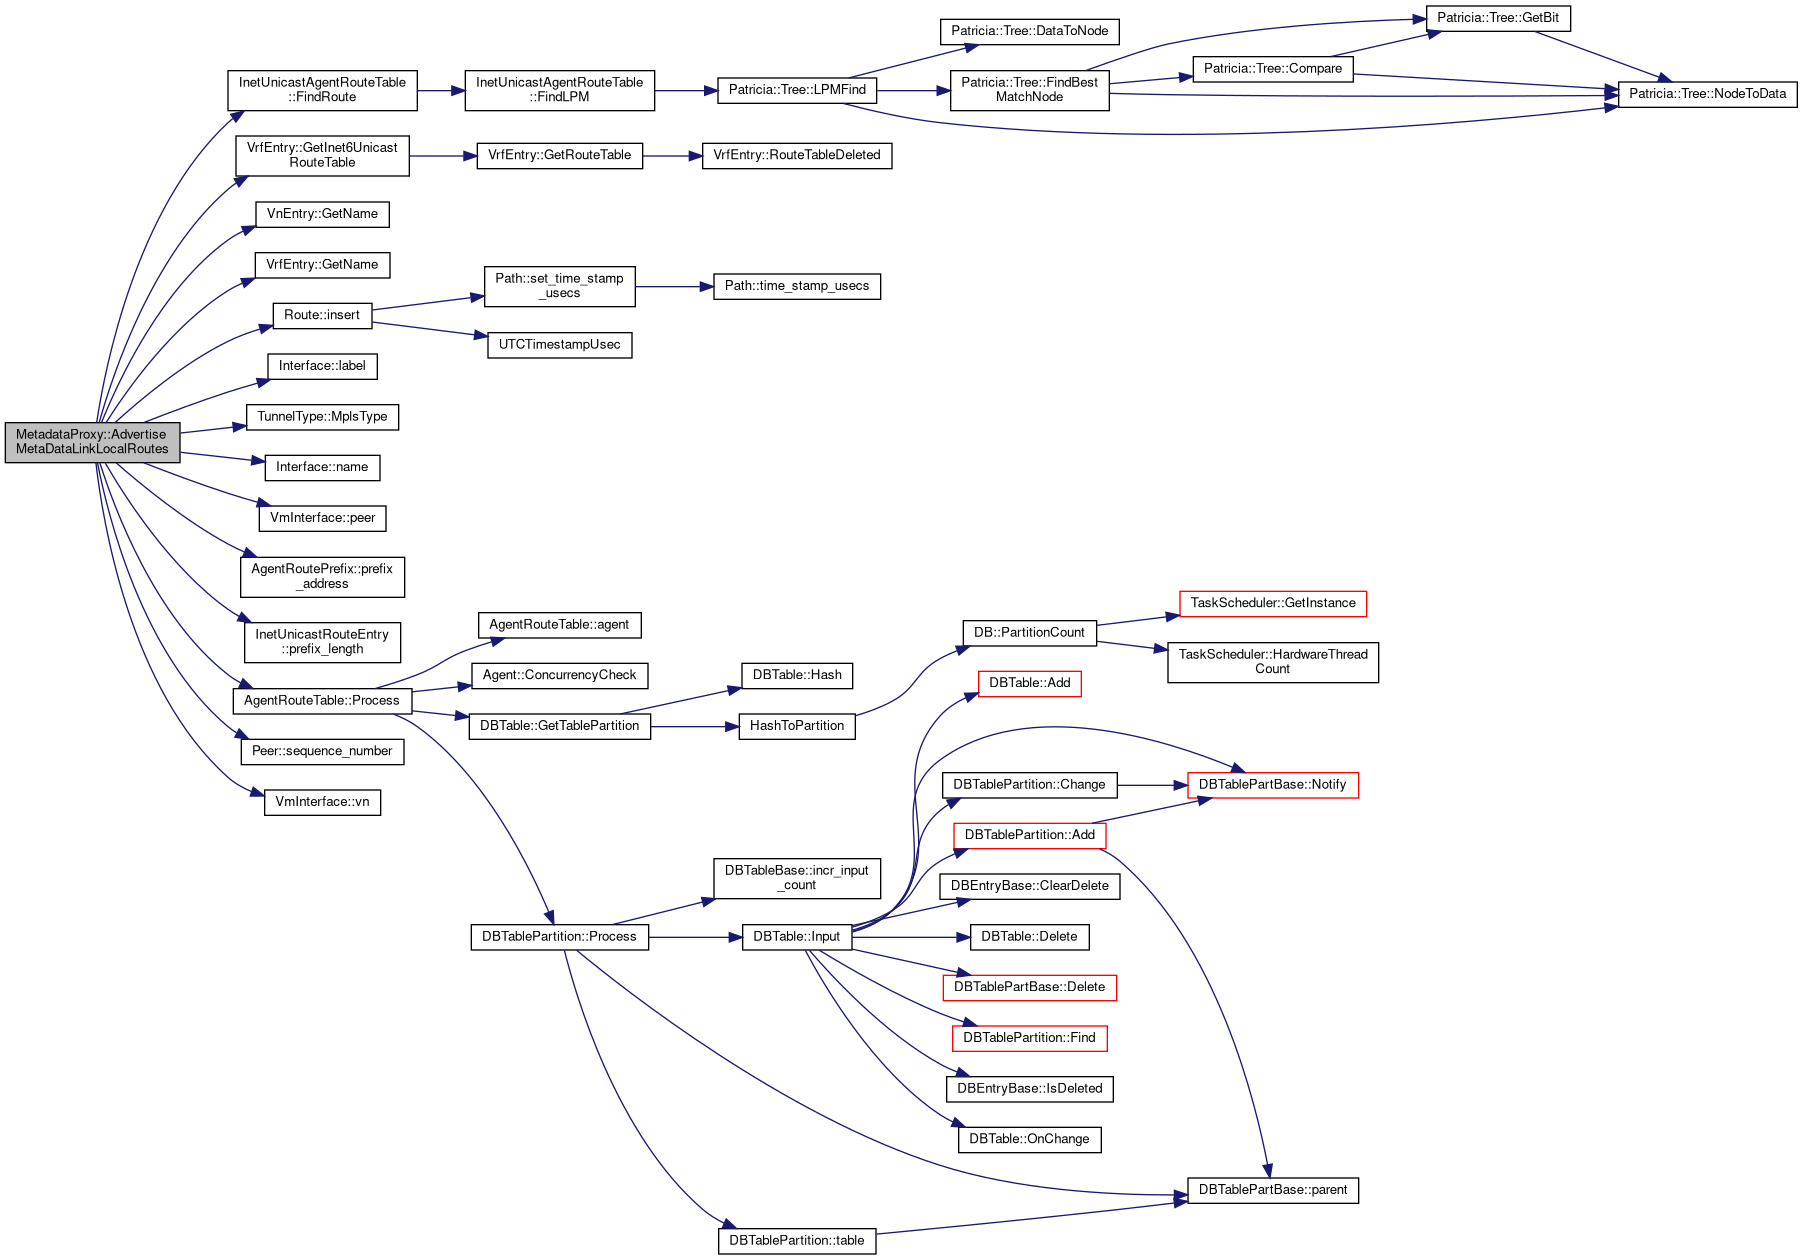 MetadataProxy::Advertise
MetaDataLinkLocalRoutes
InetUnicastAgentRouteTable
::FindRoute
InetUnicastAgentRouteTable
::FindLPM
Patricia::Tree::LPMFind
Patricia::Tree::DataToNode
Patricia::Tree::FindBest
MatchNode
Patricia::Tree::Compare
Patricia::Tree::GetBit
Patricia::Tree::NodeToData
VrfEntry::GetInet6Unicast
RouteTable
VrfEntry::GetRouteTable
VrfEntry::RouteTableDeleted
VnEntry::GetName
VrfEntry::GetName
Route::insert
Path::set_time_stamp
_usecs
Path::time_stamp_usecs
UTCTimestampUsec
Interface::label
TunnelType::MplsType
Interface::name
VmInterface::peer
AgentRoutePrefix::prefix
_address
InetUnicastRouteEntry
::prefix_length
AgentRouteTable::Process
AgentRouteTable::agent
Agent::ConcurrencyCheck
DBTable::GetTablePartition
DBTable::Hash
HashToPartition
DB::PartitionCount
TaskScheduler::GetInstance
TaskScheduler::HardwareThread
Count
Peer::sequence_number
VmInterface::vn
DBTablePartition::Process
DBTableBase::incr_input
_count
DBTable::Input
DBTable::Add
DBTablePartition::Change
DBTablePartBase::Notify
DBTablePartition::Add
DBEntryBase::ClearDelete
DBTable::Delete
DBTablePartBase::Delete
DBTablePartition::Find
DBEntryBase::IsDeleted
DBTable::OnChange
DBTablePartBase::parent
DBTablePartition::table